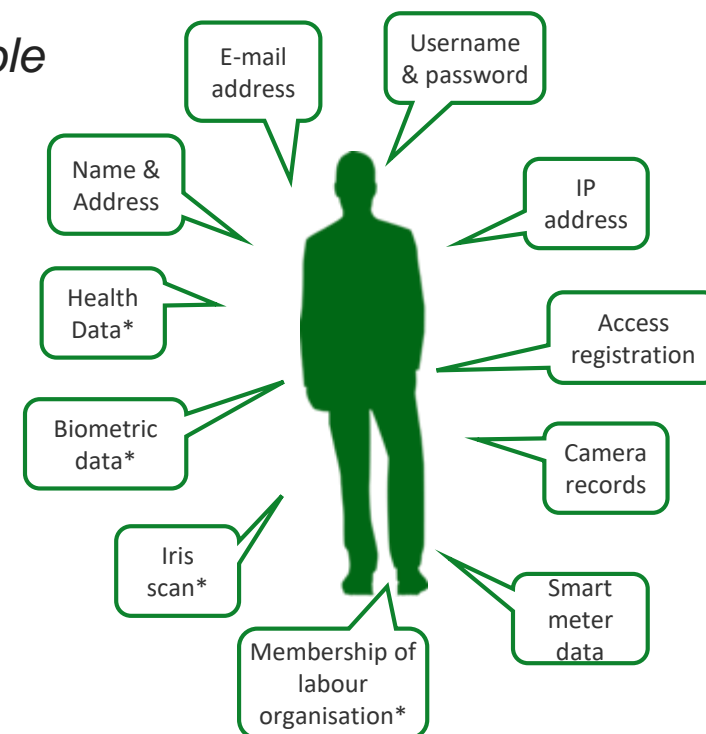 E-mail
address
Username
& password
Name &
Address
IP
address
Health
Data*
Access
registration
Biometric
data*
Camera
records
Iris
scan*
Smart
meter
data
Membership of
labour
organisation*